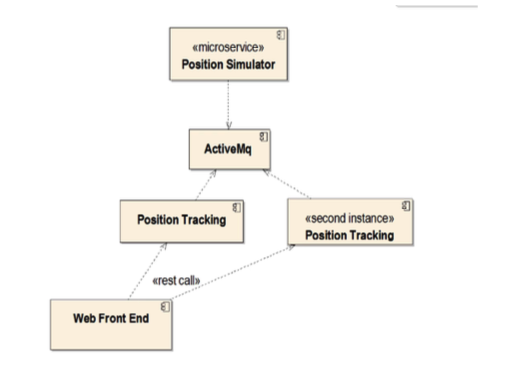 «microservice»
Position Simulator
ActiveMq
Position Tracking
«second instance»
Position Tracking
«rest call»
Web Front End